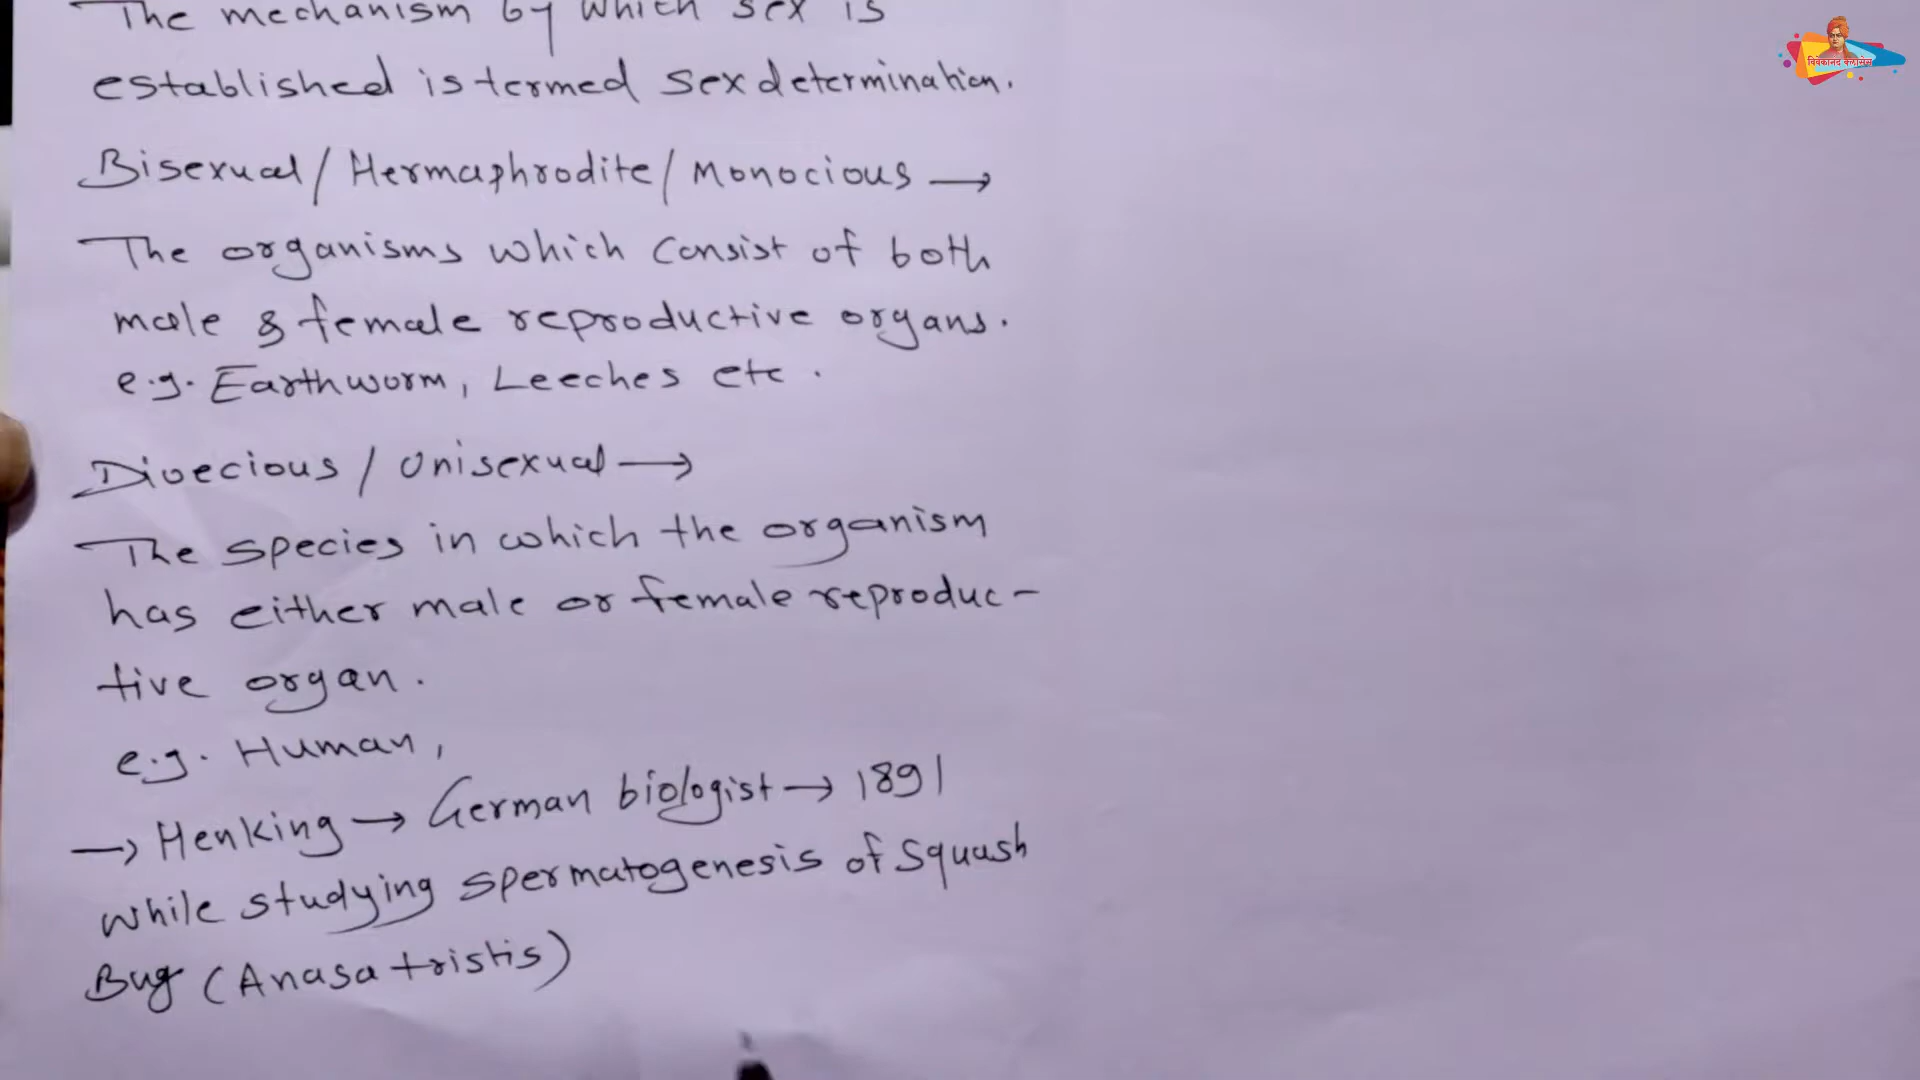 The mechanism by which sex is
established is termed sex determination.
Bisexual / Hermaphrodite / Monocious →
The organisms which consist of both
male & female reproductive organs.
e.g. Earthworm, Leeches etc.
Dioecious / Unisexual →
The species in which the organism
has either male or female reproduc-
tive organ.
e.g. Human,
→ Henking → German biologist → 1891
While studying spermatogenesis of Squash
Bug (Anasa tristis)
विवेकानंद क्लासेस